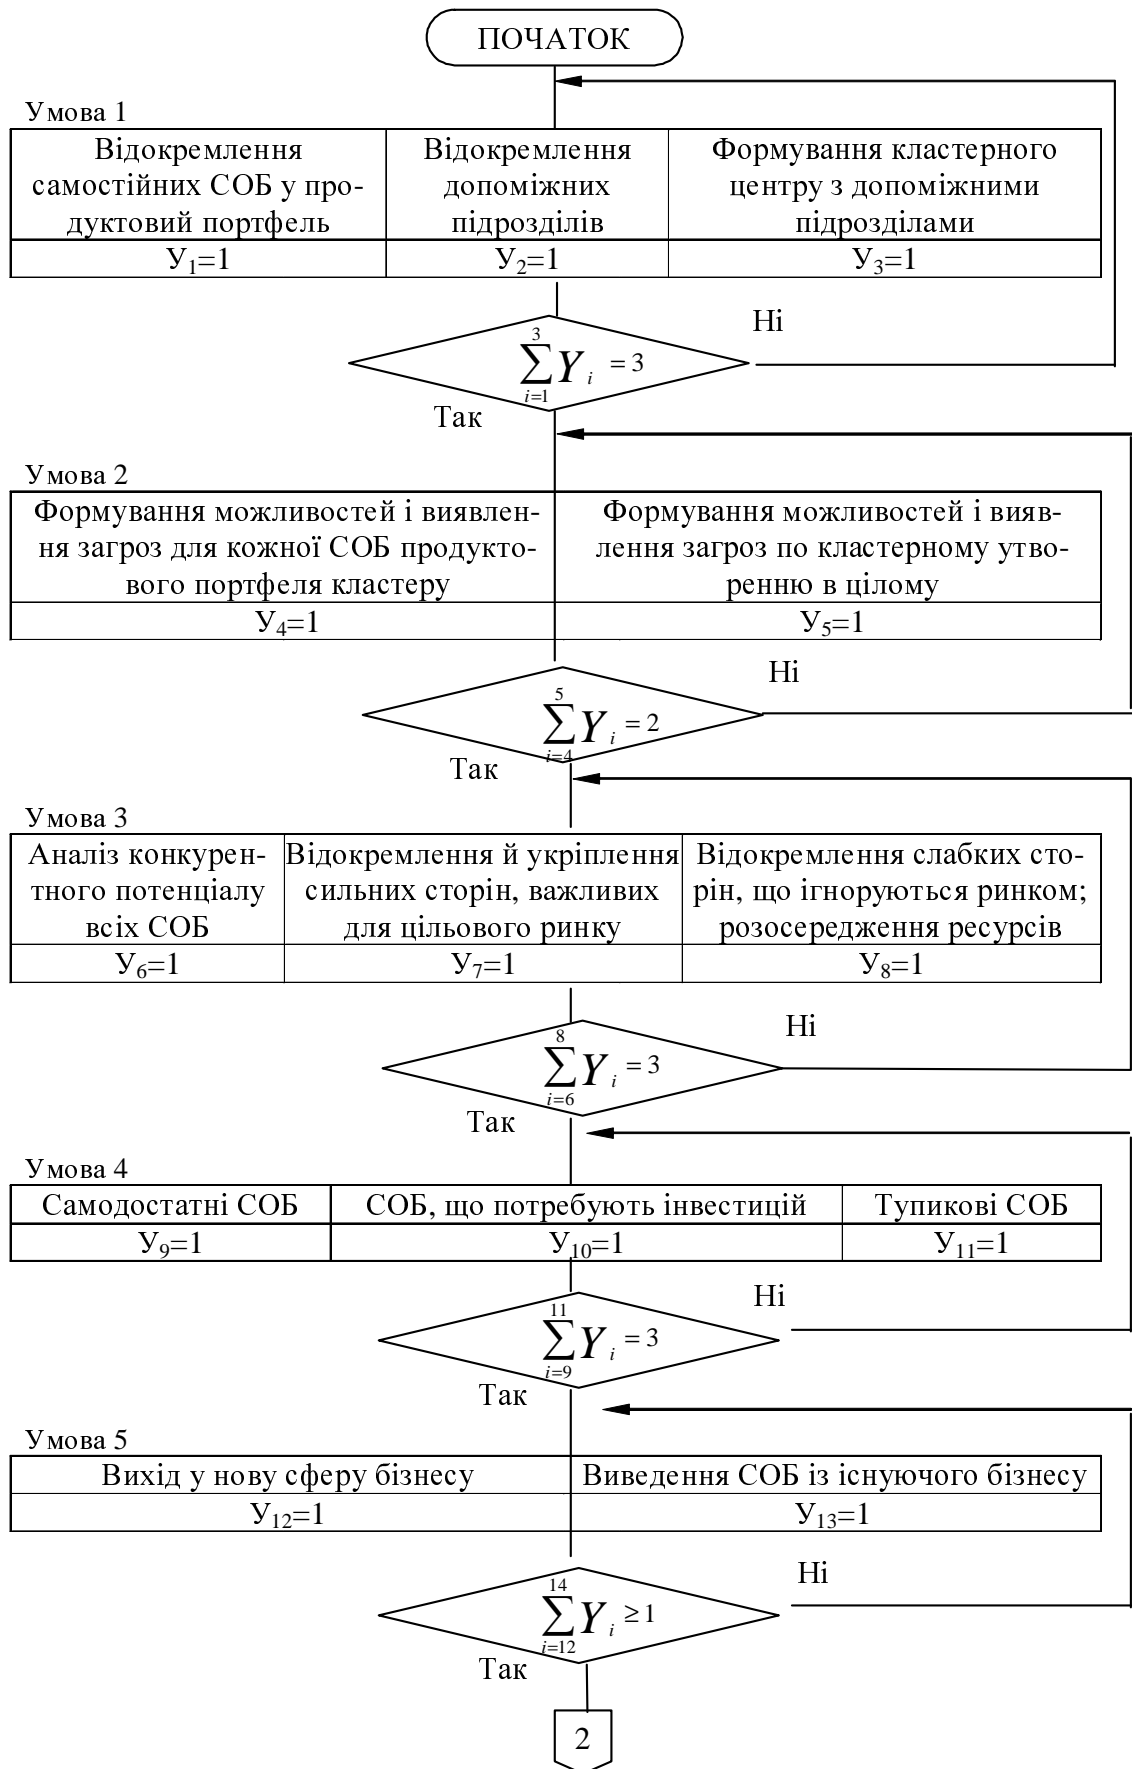 ПОЧАТОК
Умова 1
Відокремлення
самостійних СОБ у про-
дуктовий портфель
Відокремлення
допоміжних
підрозділів
Формування кластерного
центру з допоміжними
підрозділами
У₁=1
У₂=1
У₃=1
Ні
3
∑ Y i = 3
i=1
Так
Умова 2
Формування можливостей і виявлен-
ня загроз для кожної СОБ продукто-
вого портфеля кластеру
Формування можливостей і вияв-
лення загроз по кластерному утво-
ренню в цілому
У₄=1
У₅=1
Ні
5
∑ Y i = 2
i=4
Так
Умова 3
Аналіз конкурен-
тного потенціалу
всіх СОБ
Відокремлення й укріплення
сильних сторін, важливих
для цільового ринку
Відокремлення слабких сто-
рін, що ігноруються ринком;
розосередження ресурсів
У₆=1
У₇=1
У₈=1
Ні
8
∑ Y i = 3
i=6
Так
Умова 4
Самодостатні СОБ
СОБ, що потребують інвестицій
Тупикові СОБ
У₉=1
У₁₀=1
У₁₁=1
Ні
11
∑ Y i = 3
i=9
Так
Умова 5
Вихід у нову сферу бізнесу
Виведення СОБ із існуючого бізнесу
У₁₂=1
У₁₃=1
Ні
14
∑ Y i ≥ 1
i=12
Так
2